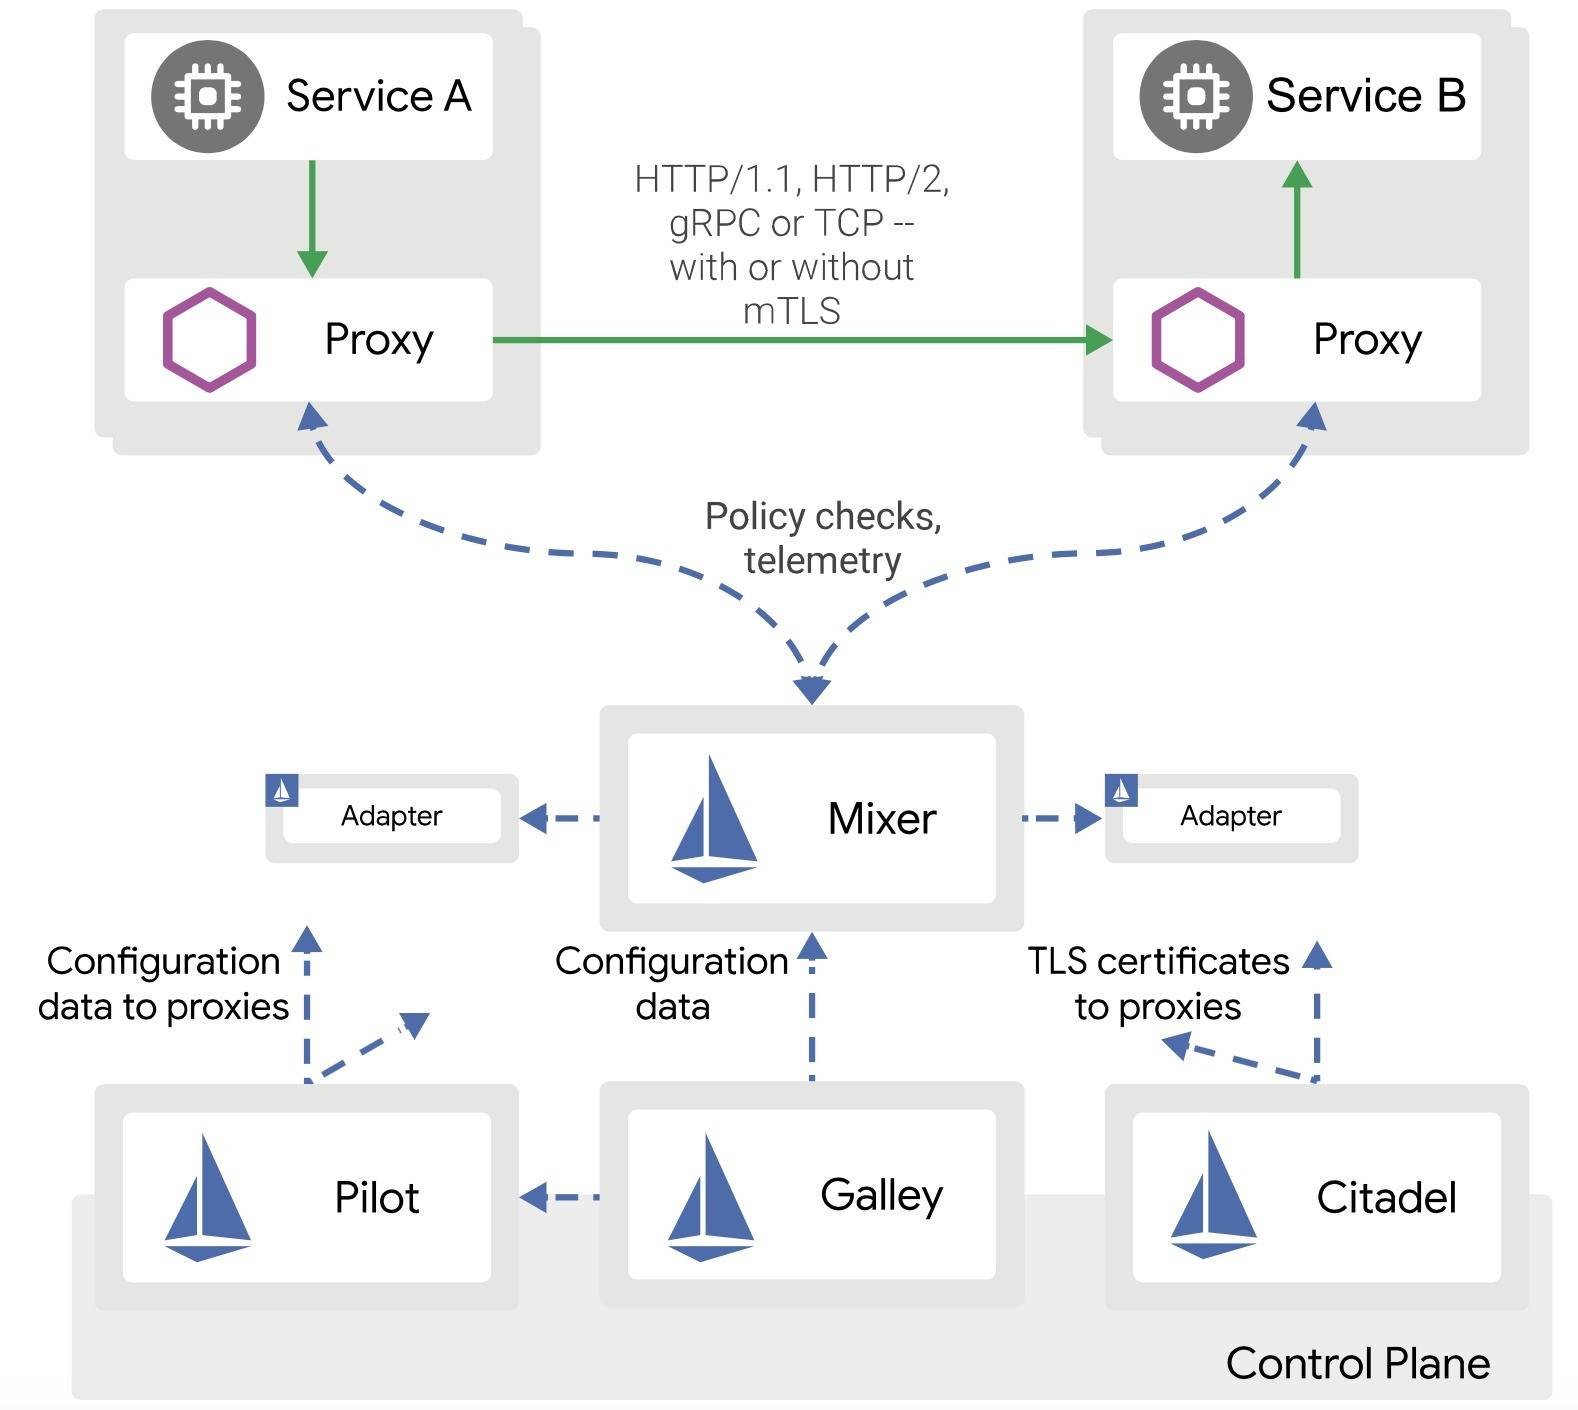 Service A
Service B
HTTP/1.1, HTTP/2,
gRPC or TCP --
with or without
mTLS
Proxy
Proxy
Policy checks,
telemetry
Adapter
Mixer
Adapter
Configuration
data to proxies
Configuration
data
TLS certificates
to proxies
Pilot
Galley
Citadel
Control Plane